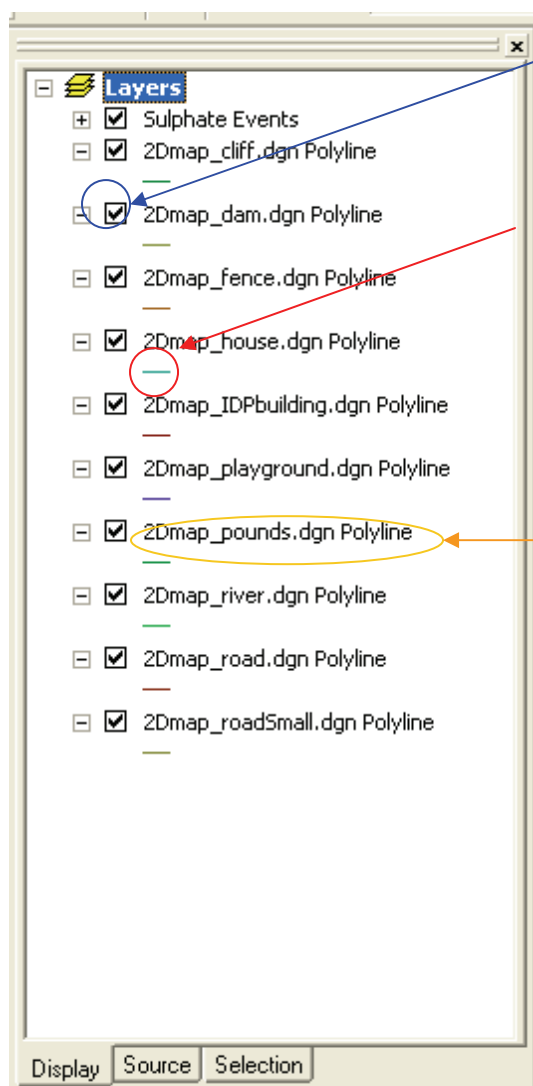 Layers
Sulphate Events
2Dmap_cliff.dgn Polyline
2Dmap_dam.dgn Polyline
2Dmap_fence.dgn Polyline
2Dmap_house.dgn Polyline
2Dmap_IDPbuilding.dgn Polyline
2Dmap_playground.dgn Polyline
2Dmap_pounds.dgn Polyline
2Dmap_river.dgn Polyline
2Dmap_road.dgn Polyline
2Dmap_roadSmall.dgn Polyline
Display Source Selection